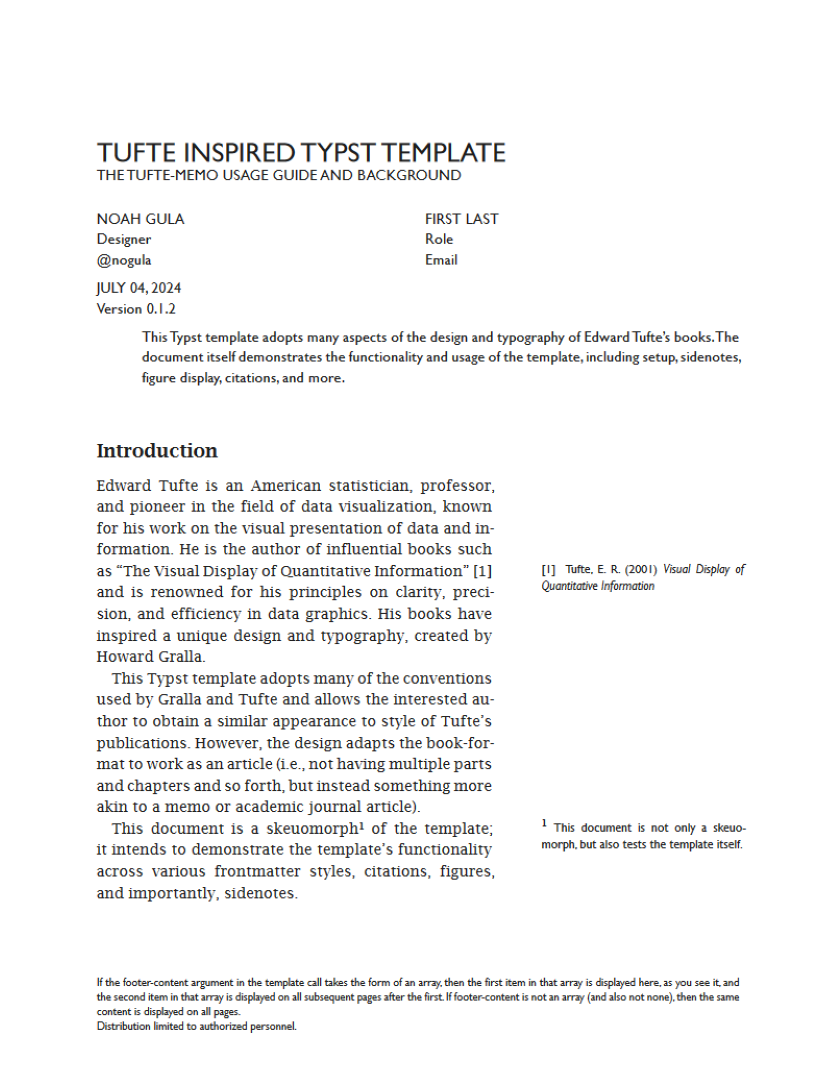 TUFTE INSPIRED TYPST TEMPLATE
THE TUFTE-MEMO USAGE GUIDE AND BACKGROUND
NOAH GULA
Designer
@nogula
FIRST LAST
Role
Email
JULY 04, 2024
Version 0.1.2
This Typst template adopts many aspects of the design and typography of Edward Tufte's books. The
document itself demonstrates the functionality and usage of the template, including setup, sidenotes,
figure display, citations, and more.
Introduction
Edward Tufte is an American statistician, professor,
and pioneer in the field of data visualization, known
for his work on the visual presentation of data and in-
formation. He is the author of influential books such
as “The Visual Display of Quantitative Information” [1]
and is renowned for his principles on clarity, preci-
sion, and efficiency in data graphics. His books have
inspired a unique design and typography, created by
Howard Gralla.
[1] Tufte, E. R. (2001) Visual Display of
Quantitative Information
This Typst template adopts many of the conventions
used by Gralla and Tufte and allows the interested au-
thor to obtain a similar appearance to style of Tufte's
publications. However, the design adapts the book-for-
mat to work as an article (i.e., not having multiple parts
and chapters and so forth, but instead something more
akin to a memo or academic journal article).
This document is a skeuomorph¹ of the template;
it intends to demonstrate the template's functionality
across various frontmatter styles, citations, figures,
and importantly, sidenotes.
¹ This document is not only a skeuo-
morph, but also tests the template itself.
If the footer-content argument in the template call takes the form of an array, then the first item in that array is displayed here, as you see it, and
the second item in that array is displayed on all subsequent pages after the first. If footer-content is not an array (and also not none), then the same
content is displayed on all pages.
Distribution limited to authorized personnel.